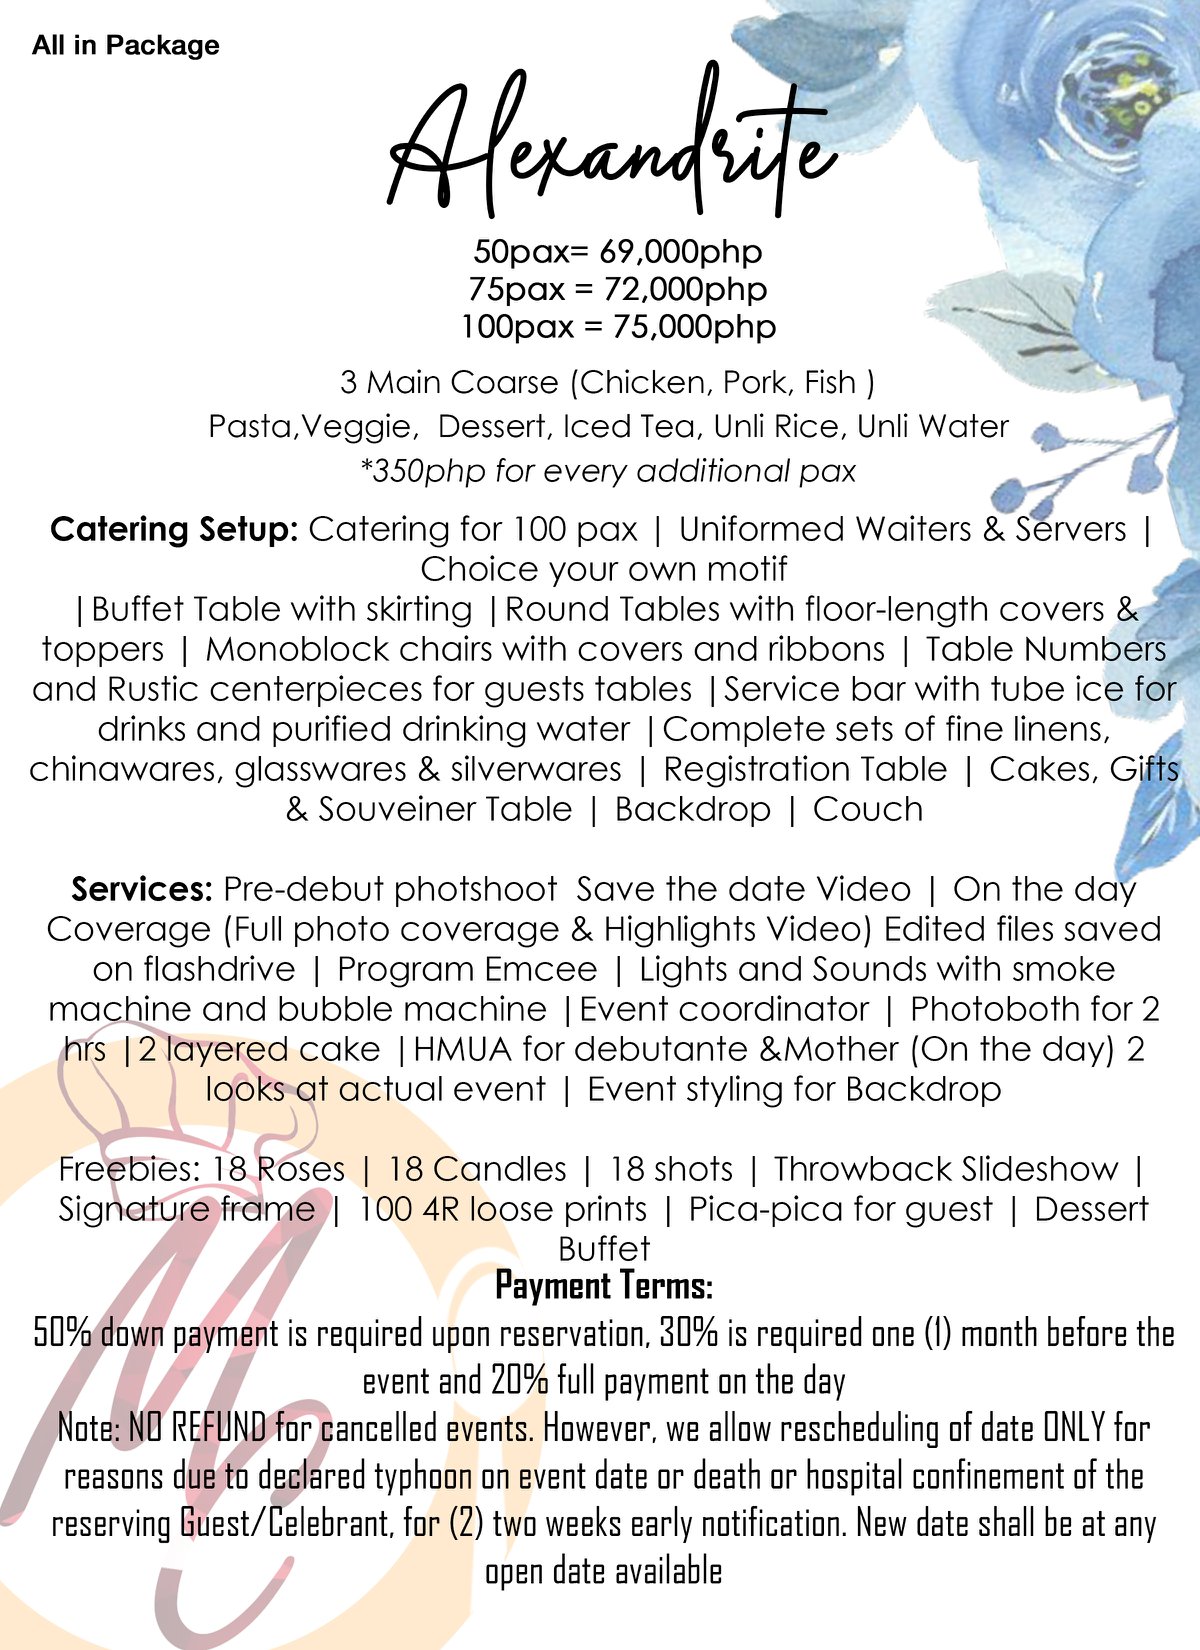 All in Package
Alexandrite
50pax= 69,000php
75pax = 72,000php
100pax = 75,000php
3 Main Coarse (Chicken, Pork, Fish )
Pasta,Veggie,  Dessert, Iced Tea, Unli Rice, Unli Water
*350php for every additional pax
Catering Setup: Catering for 100 pax | Uniformed Waiters & Servers |
Choice your own motif
|Buffet Table with skirting |Round Tables with floor-length covers &
toppers | Monoblock chairs with covers and ribbons | Table Numbers
and Rustic centerpieces for guests tables |Service bar with tube ice for
drinks and purified drinking water |Complete sets of fine linens,
chinawares, glasswares & silverwares | Registration Table | Cakes, Gifts
& Souveiner Table | Backdrop | Couch
Services: Pre-debut photshoot  Save the date Video | On the day
Coverage (Full photo coverage & Highlights Video) Edited files saved
on flashdrive | Program Emcee | Lights and Sounds with smoke
machine and bubble machine |Event coordinator | Photoboth for 2
hrs |2 layered cake |HMUA for debutante &Mother (On the day) 2
looks at actual event | Event styling for Backdrop
Freebies: 18 Roses | 18 Candles | 18 shots | Throwback Slideshow |
Signature frame | 100 4R loose prints | Pica-pica for guest | Dessert
Buffet
Payment Terms:
50% down payment is required upon reservation, 30% is required one (1) month before the
event and 20% full payment on the day
Note: NO REFUND for cancelled events. However, we allow rescheduling of date ONLY for
reasons due to declared typhoon on event date or death or hospital confinement of the
reserving Guest/Celebrant, for (2) two weeks early notification. New date shall be at any
open date available